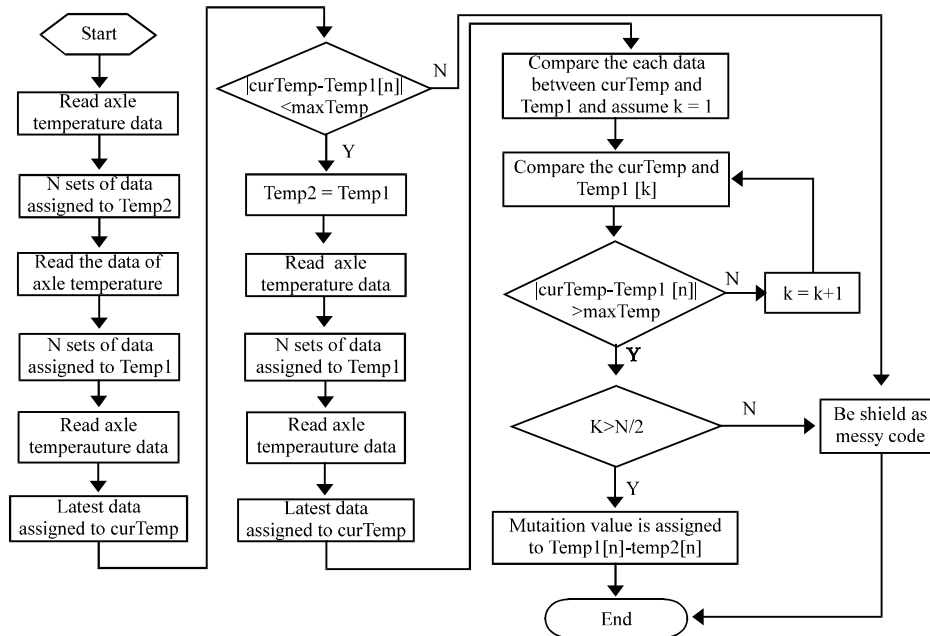 Start
Read axle
temperature data
N sets of data
assigned to Temp2
Read the data of
axle temperature
N sets of data
assigned to Temp1
Read axle
temperauture data
Latest data
assigned to curTemp
|curTemp-Temp1[n]|
<maxTemp
N
Y
Temp2 = Temp1
Read axle
temperature data
N sets of data
assigned to Temp1
Read axle
temperauture data
Latest data
assigned to curTemp
Compare the each data
between curTemp and
Temp1 and assume k = 1
Compare the curTemp and
Temp1 [k]
|curTemp-Temp1 [n]|
>maxTemp
N
k = k+1
Y
K>N/2
N
Be shield as
messy code
Y
Mutaition value is assigned
to Temp1[n]-temp2[n]
End